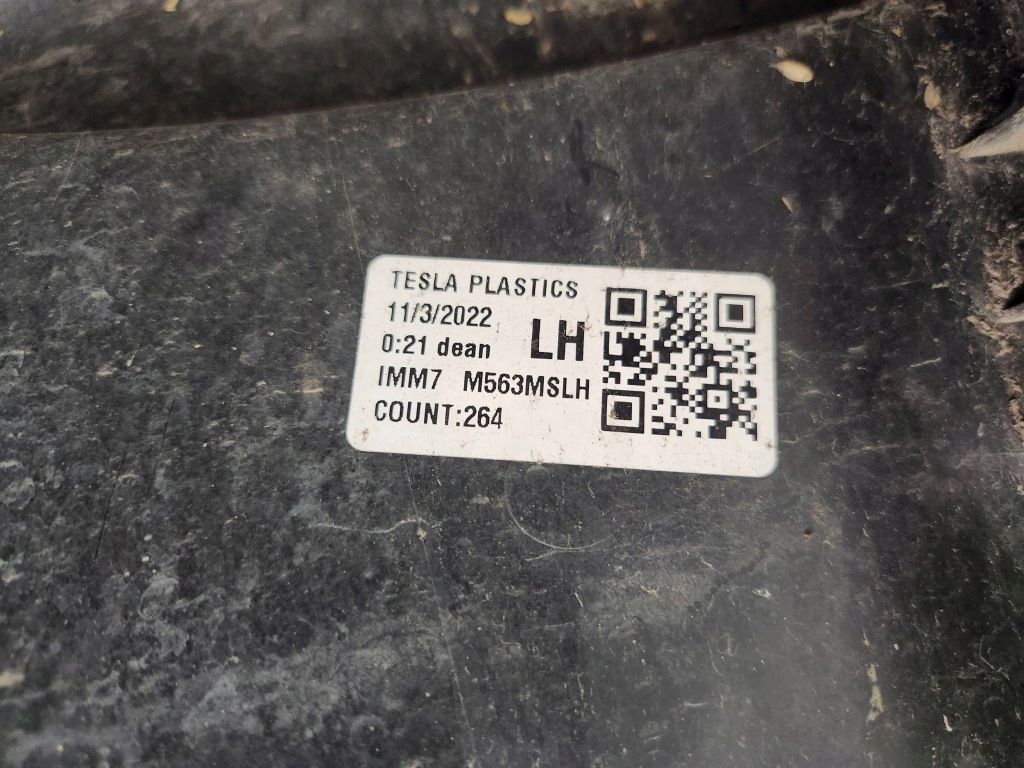 TESLA PLASTICS
11/3/2022
0:21 dean LH
IMM7 M563MSLH
COUNT:264